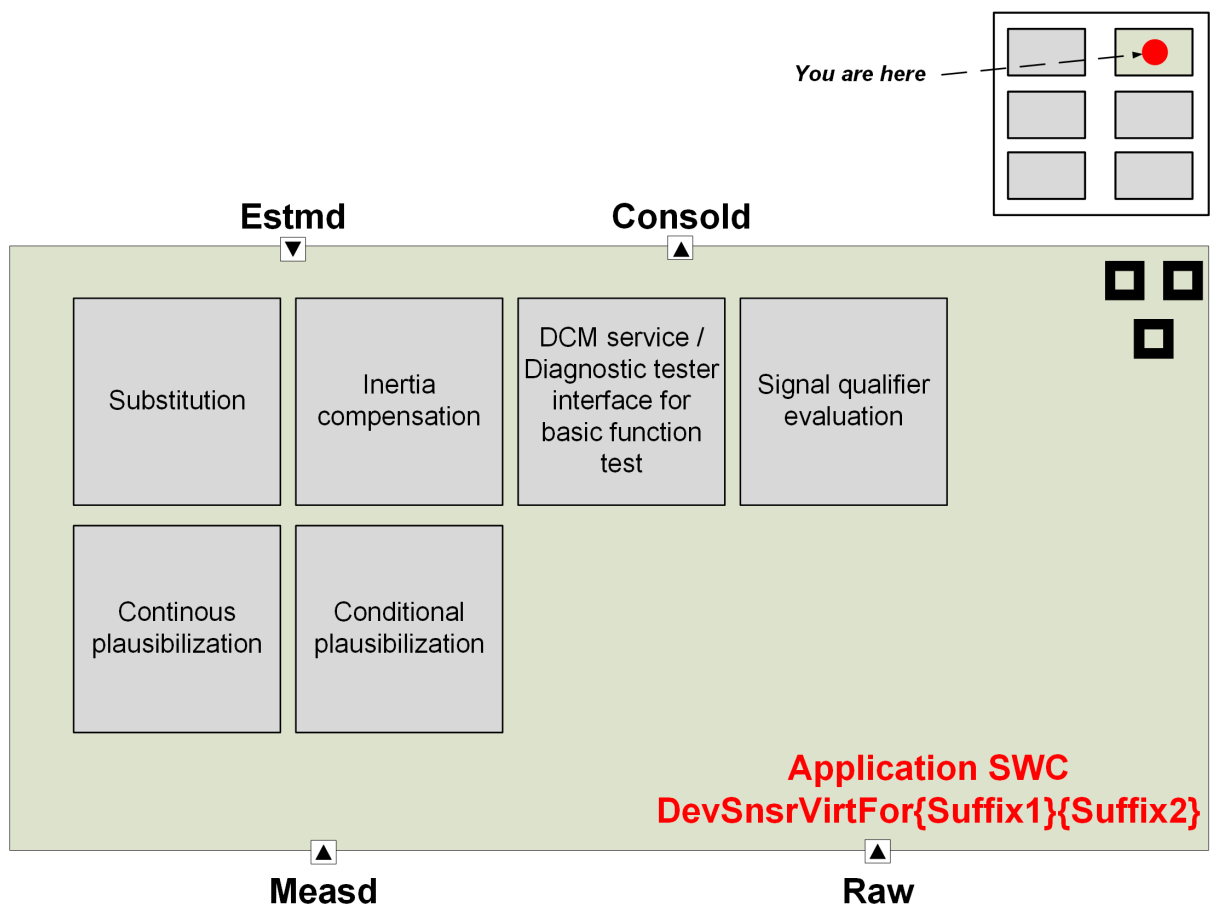 You are here
Estmd
Consold
Substitution
Inertia
compensation
DCM service /
Diagnostic tester
interface for
basic function
test
Signal qualifier
evaluation
Continous
plausibilization
Conditional
plausibilization
Application SWC
DevSnsrVirtFor{Suffix1}{Suffix2}
Measd
Raw